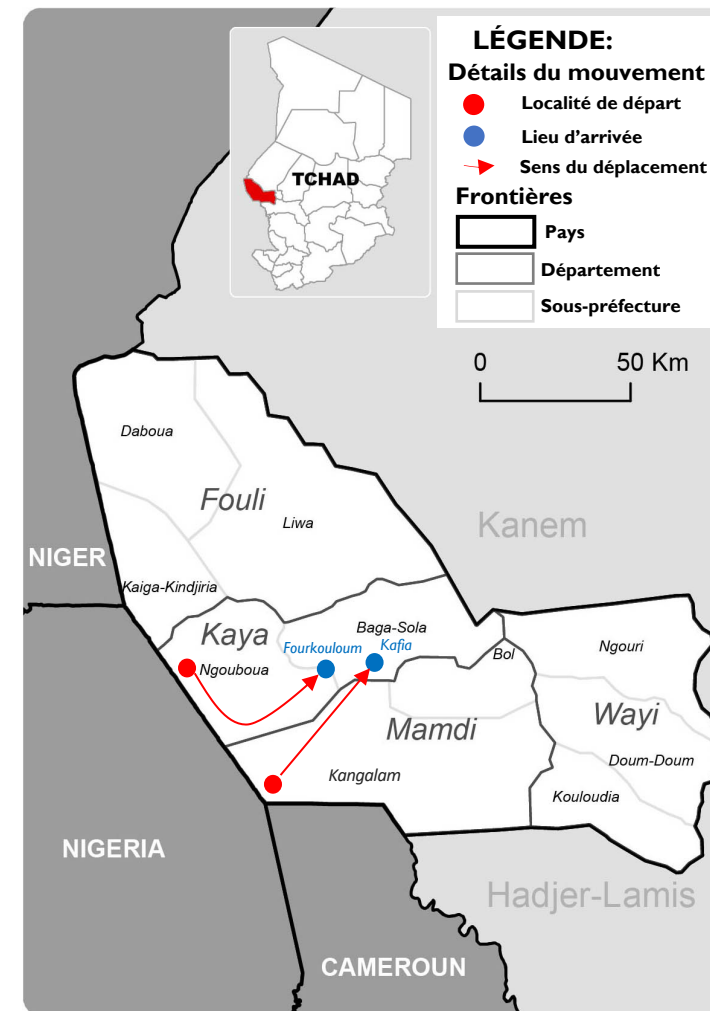 LÉGENDE:
Détails du mouvement
Localité de départ
Lieu d’arrivée
Sens du déplacement
Frontières
Pays
Département
Sous-préfecture
TCHAD
0 50 Km
Daboua
Fouli
Liwa
Kanem
NIGER
Kaiga-Kindjiria
Kaya
Baga-Sola
Fourkouloum
Kafia
Ngouboua
Bol
Ngouri
Mamdi
Wayi
Kangalam
Doum-Doum
Kouloudia
NIGERIA
Hadjer-Lamis
CAMEROUN